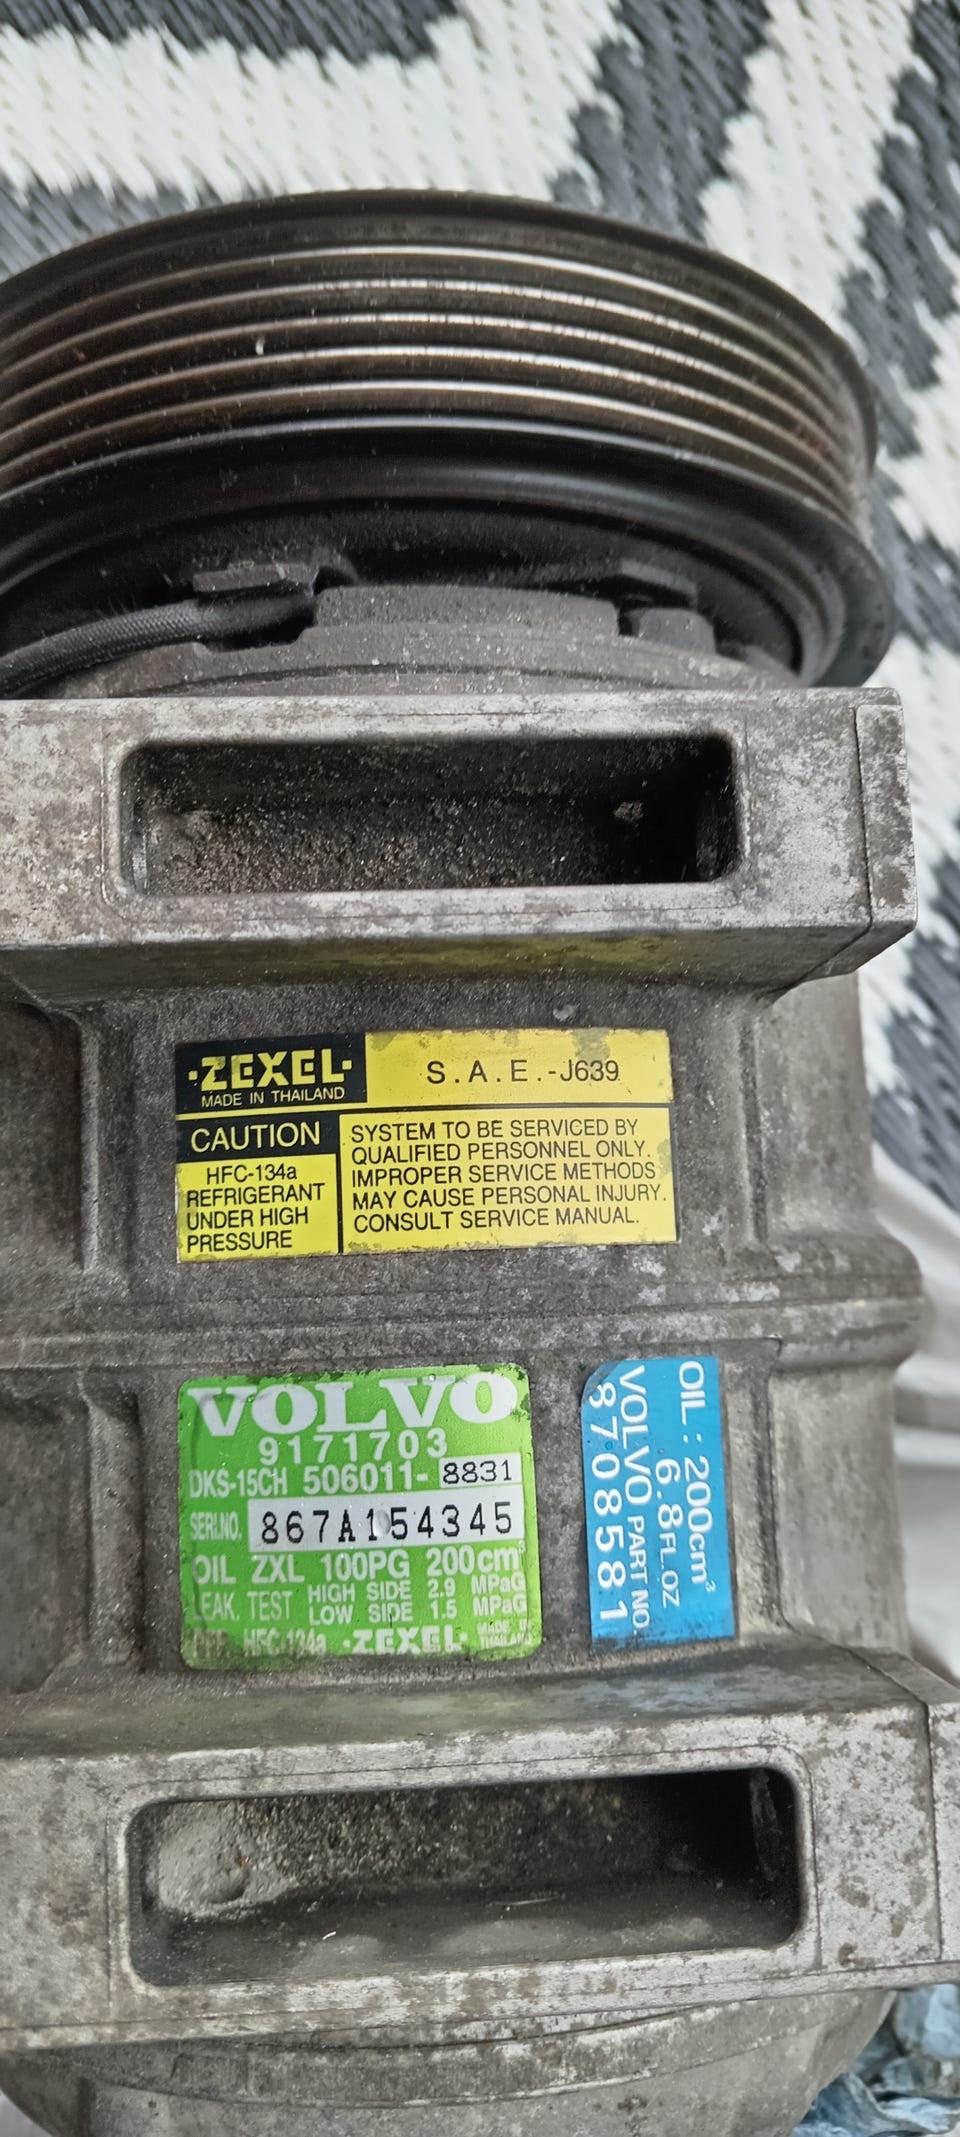 ·ZEXEL·
MADE IN THAILAND
S.A.E.-J639
CAUTION
HFC-134a
REFRIGERANT
UNDER HIGH
PRESSURE
SYSTEM TO BE SERVICED BY
QUALIFIED PERSONNEL ONLY.
IMPROPER SERVICE METHODS
MAY CAUSE PERSONAL INJURY.
CONSULT SERVICE MANUAL.
VOLVO
9171703
DKS-15CH 506011-8831
SERI.NO. 867A154345
OIL ZXL 100PG 200cm³
LEAK. TEST HIGH SIDE 2.9 MPaG
LOW SIDE 1.5 MPaG
HFC-134a ·ZEXEL· MADE IN
THAILAND
OIL: 200cm³
6.8FL.OZ
VOLVO PART NO.
8708581